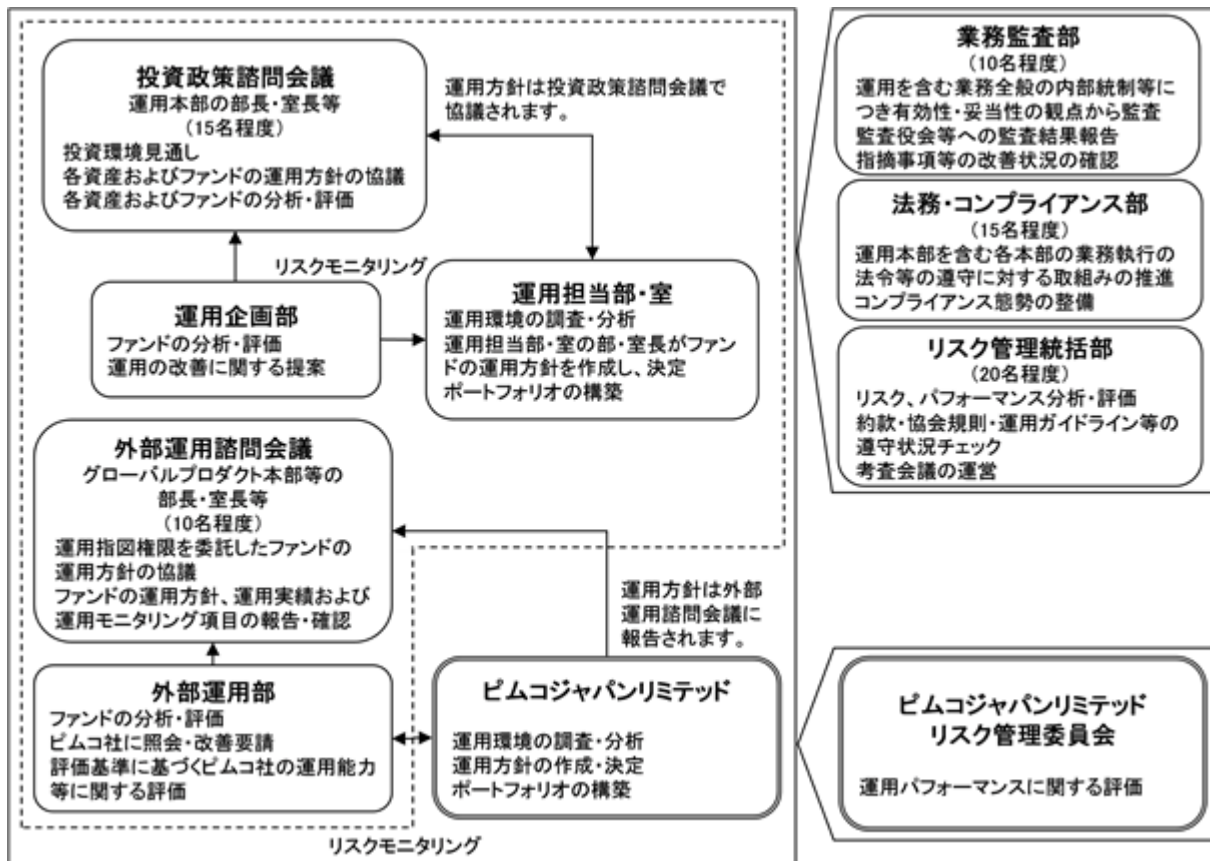 投資政策諮問会議
運用本部の部長・室長等
(15名程度)
投資環境見通し
各資産およびファンドの運用方針の協議
各資産およびファンドの分析・評価
運用方針は投資政策諮問会議で
協議されます。
リスクモニタリング
運用企画部
ファンドの分析・評価
運用の改善に関する提案
運用担当部・室
運用環境の調査・分析
運用担当部・室の部・室長がファン
ドの運用方針を作成し、決定
ポートフォリオの構築
外部運用諮問会議
グローバルプロダクト本部等の
部長・室長等
(10名程度)
運用指図権限を委託したファンドの
運用方針の協議
ファンドの運用方針、運用実績および
運用モニタリング項目の報告・確認
運用方針は外部
運用諮問会議に
報告されます。
外部運用部
ファンドの分析・評価
ピムコ社に照会・改善要請
評価基準に基づくピムコ社の運用能力
等に関する評価
ピムコジャパンリミテッド
運用環境の調査・分析
運用方針の作成・決定
ポートフォリオの構築
リスクモニタリング
業務監査部
(10名程度)
運用を含む業務全般の内部統制等に
つき有効性・妥当性の観点から監査
監査役会等への監査結果報告
指摘事項等の改善状況の確認
法務・コンプライアンス部
(15名程度)
運用本部を含む各本部の業務執行の
法令等の遵守に対する取組みの推進
コンプライアンス態勢の整備
リスク管理統括部
(20名程度)
リスク、パフォーマンス分析・評価
約款・協会規則・運用ガイドライン等の
遵守状況チェック
考査会議の運営
ピムコジャパンリミテッド
リスク管理委員会
運用パフォーマンスに関する評価